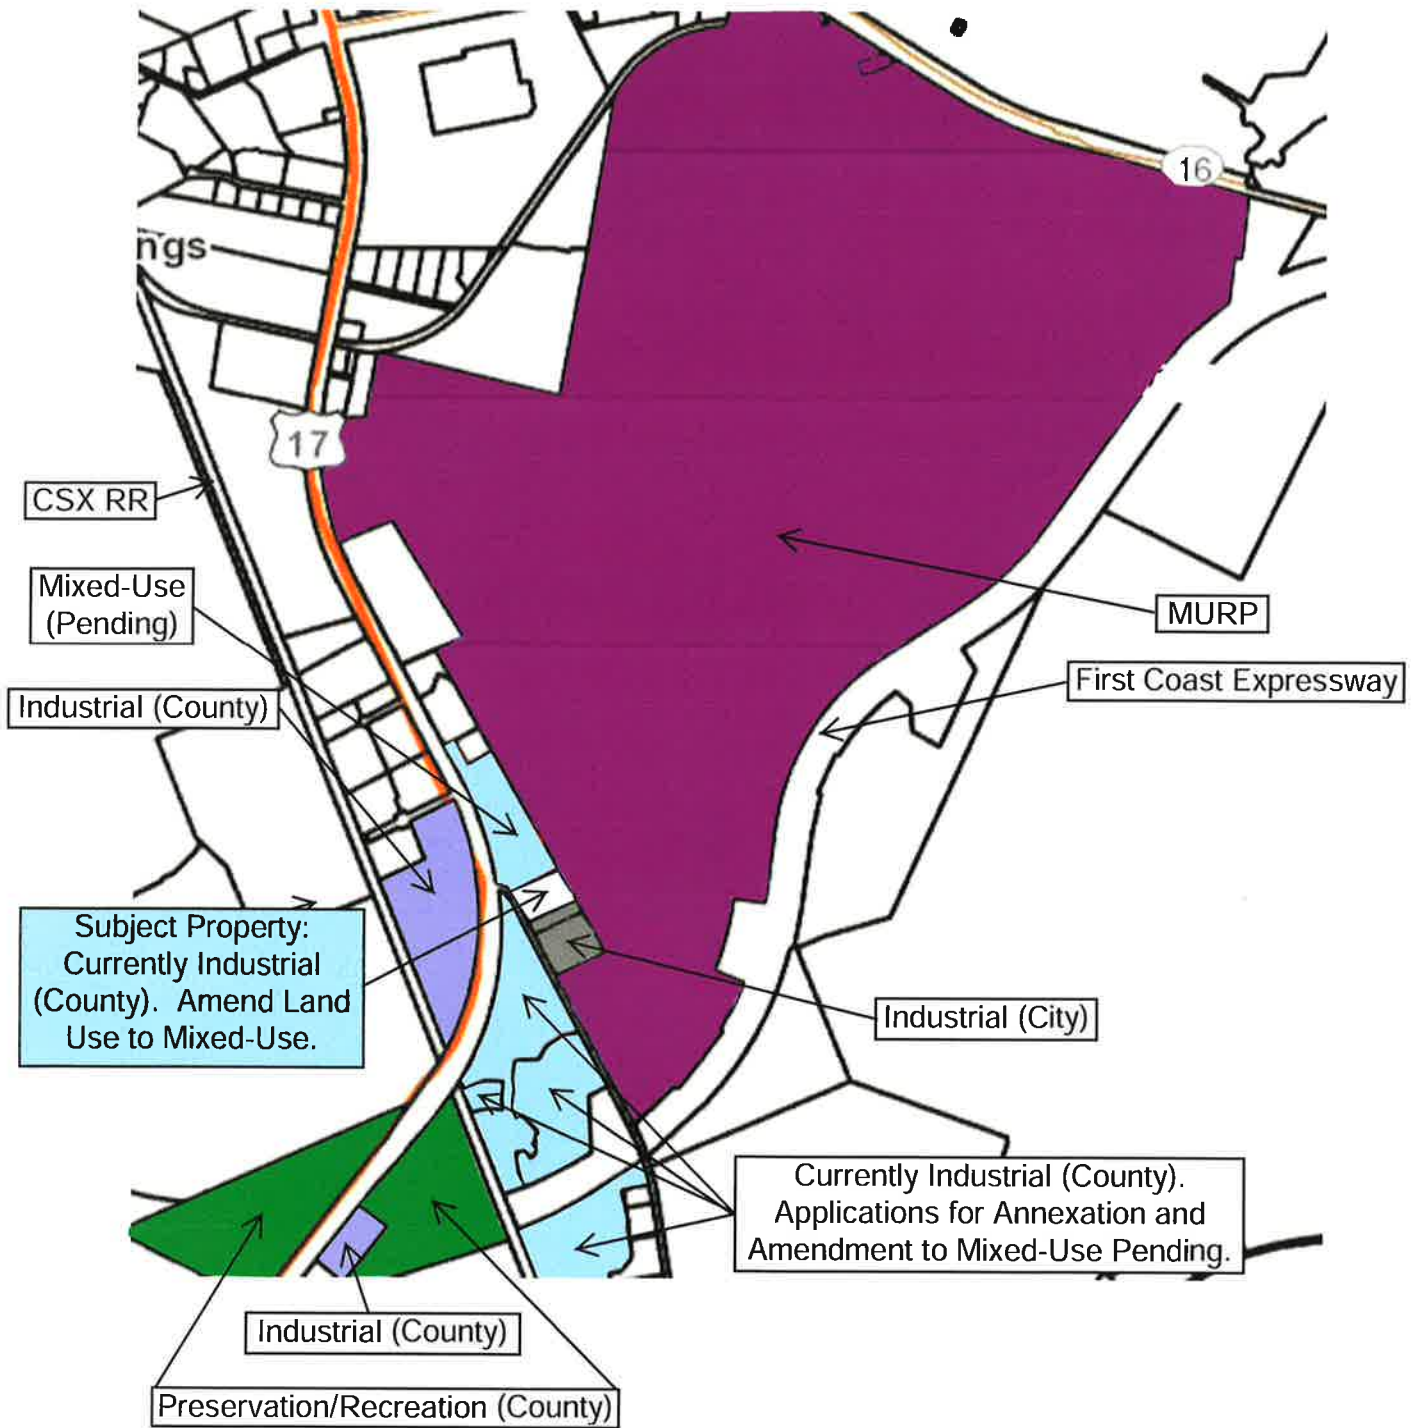 16
ngs
17
CSX RR
Mixed-Use
(Pending)
MURP
First Coast Expressway
Industrial (County)
Subject Property:
Currently Industrial
(County). Amend Land
Use to Mixed-Use.
Industrial (City)
Currently Industrial (County).
Applications for Annexation and
Amendment to Mixed-Use Pending.
Industrial (County)
Preservation/Recreation (County)